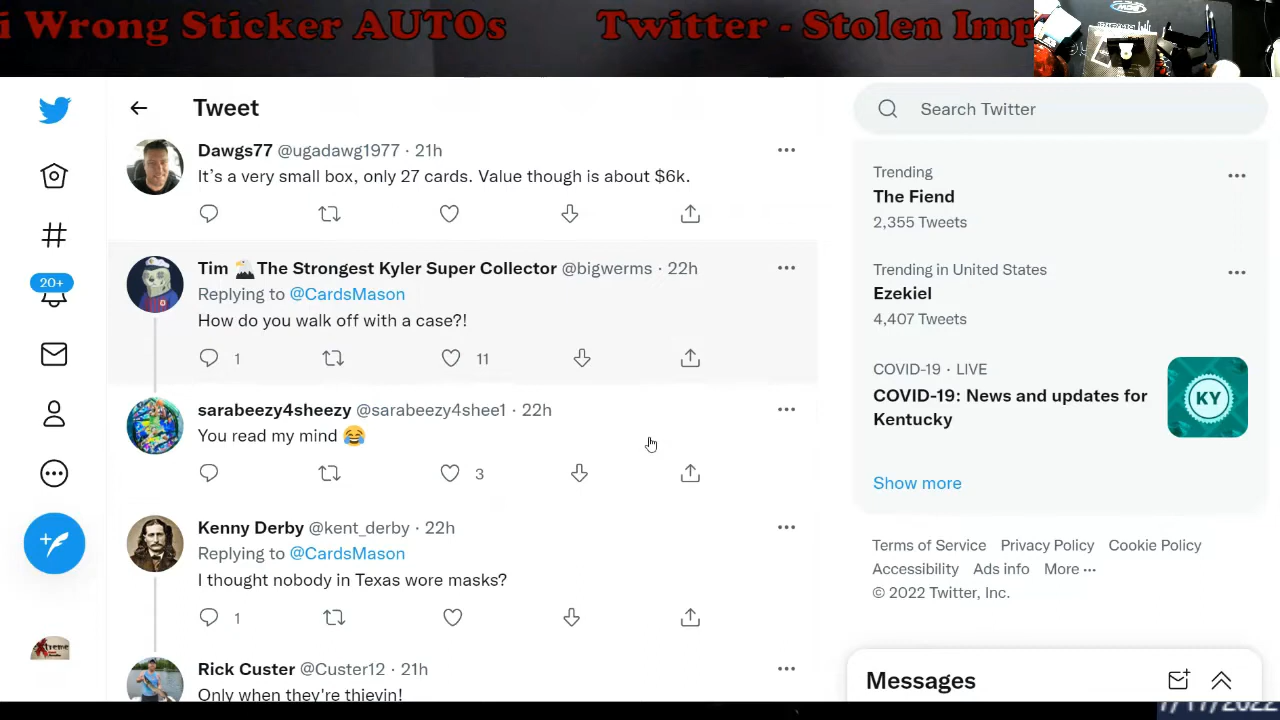 i Wrong Sticker AUTOs Twitter - Stolen Imp
Tweet
Search Twitter
Dawgs77 @ugadawg1977 · 21h
It's a very small box, only 27 cards. Value though is about $6k.
Trending
The Fiend
2,355 Tweets
Tim 🦅The Strongest Kyler Super Collector @bigwerms · 22h
Replying to @CardsMason
How do you walk off with a case?!
1 11
Trending in United States
Ezekiel
4,407 Tweets
20+
sarabeezy4sheezy @sarabeezy4shee1 · 22h
You read my mind 😂
3
COVID-19 · LIVE
COVID-19: News and updates for
Kentucky
KY
Show more
Kenny Derby @kent_derby · 22h
Replying to @CardsMason
I thought nobody in Texas wore masks?
1
Terms of Service Privacy Policy Cookie Policy
Accessibility Ads info More ···
© 2022 Twitter, Inc.
Rick Custer @Custer12 · 21h
Only when they're thievin!
Messages